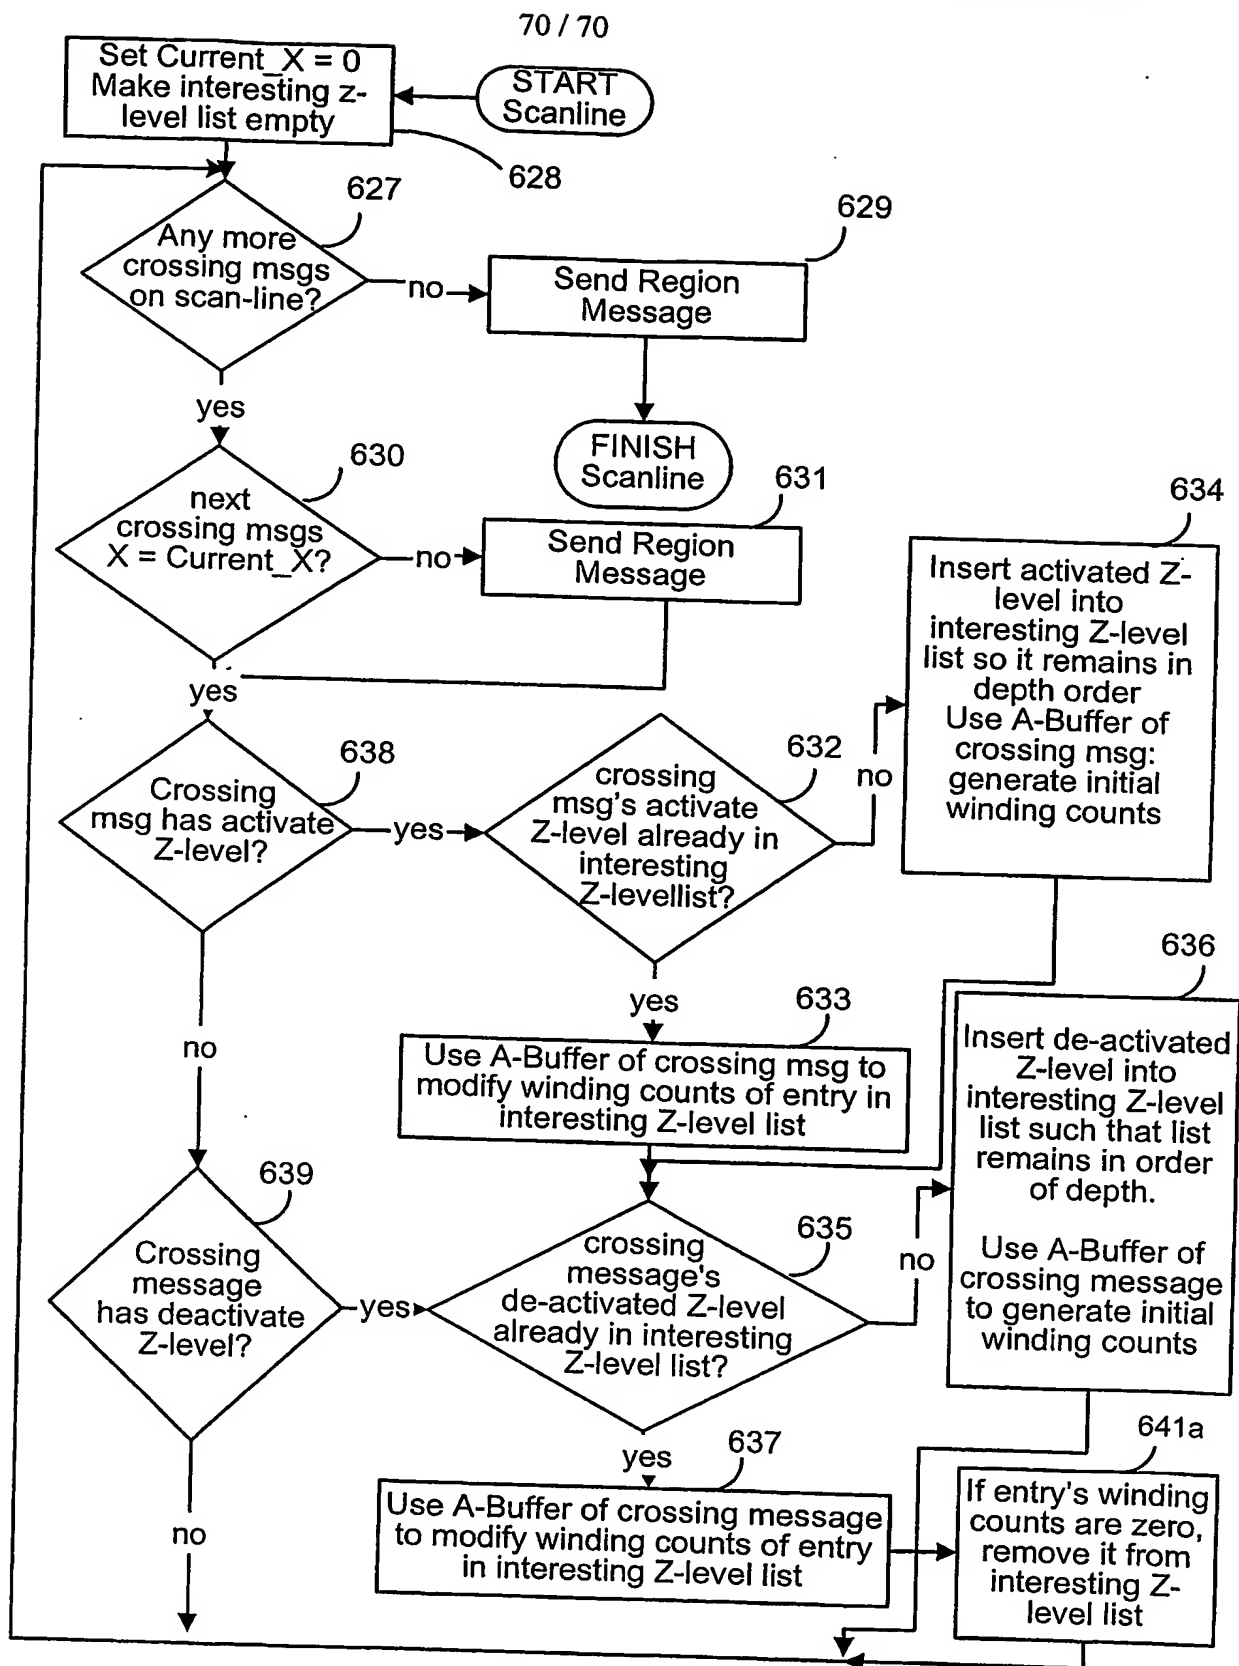 70 / 70
Set Current_X = 0
Make interesting z-
level list empty
START
Scanline
628
627
Any more
crossing msgs
on scan-line?
no
629
Send Region
Message
yes
FINISH
Scanline
630
next
crossing msgs
X = Current_X?
no
631
Send Region
Message
yes
634
Insert activated Z-
level into
interesting Z-level
list so it remains in
depth order
Use A-Buffer of
crossing msg:
generate initial
winding counts
638
Crossing
msg has activate
Z-level?
yes
632
crossing
msg's activate
Z-level already in
interesting
Z-levellist?
no
yes
633
Use A-Buffer of crossing msg to
modify winding counts of entry in
interesting Z-level list
no
636
Insert de-activated
Z-level into
interesting Z-level
list such that list
remains in order
of depth.
Use A-Buffer of
crossing message
to generate initial
winding counts
639
Crossing
message
has deactivate
Z-level?
yes
635
crossing
message's
de-activated Z-level
already in interesting
Z-level list?
no
yes
637
Use A-Buffer of crossing message
to modify winding counts of entry
in interesting Z-level list
641a
If entry's winding
counts are zero,
remove it from
interesting Z-
level list
no